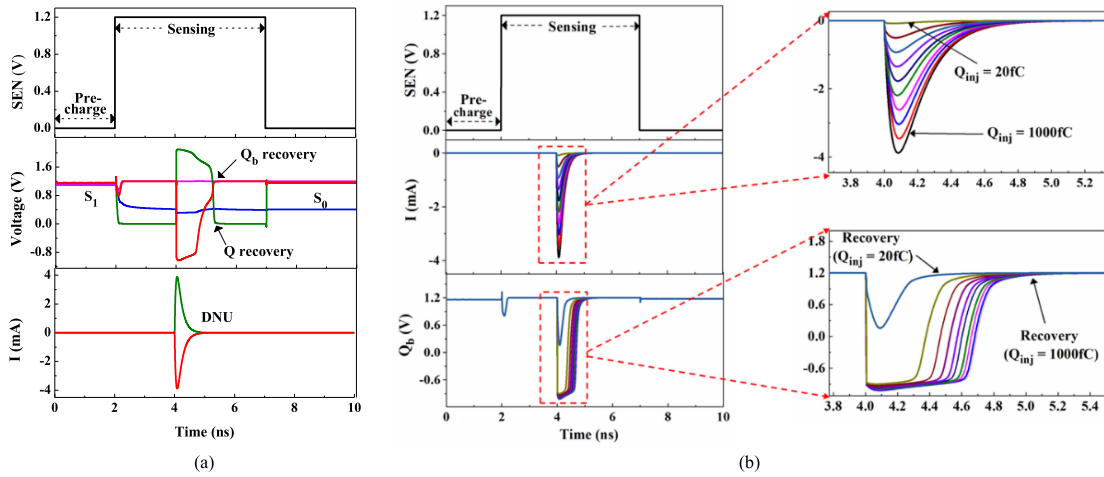 1.2
0.8
0.4
0.0
SEN (V)
Sensing
Pre-
charge
1.6
0.8
0.0
-0.8
Voltage (V)
S1
Qb recovery
S0
Q recovery
4
2
0
2
4
I (mA)
DNU
0 2 4 6 8 10
Time (ns)
(a)
1.2
0.8
0.4
0.0
SEN (V)
Sensing
Pre-
charge
0
-2
-4
I (mA)
1.2
0.6
0.0
-0.6
Qb (V)
0 2 4 6 8 10
Time (ns)
0
-2
-4
Qinj = 20fC
Qinj = 1000fC
3.8 4.0 4.2 4.4 4.6 4.8 5.0 5.2
1.8
1.2
0.6
0.0
-0.6
-1.2
Recovery
(Qinj = 20fC)
Recovery
(Qinj = 1000fC)
3.8 4.0 4.2 4.4 4.6 4.8 5.0 5.2 5.4
(b)